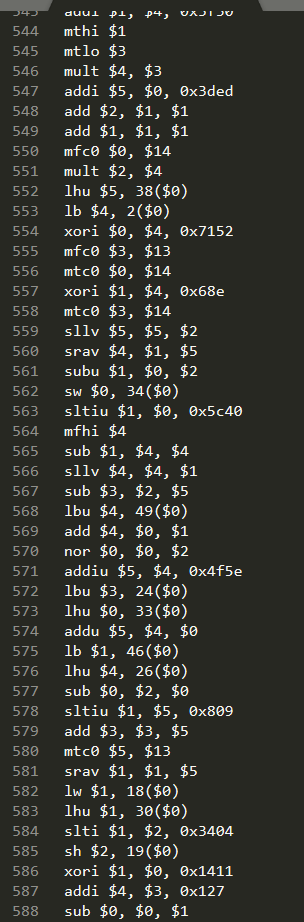 543 addi $1, $4, 0x5f50
544 mthi $1
545 mtlo $3
546 mult $4, $3
547 addi $5, $0, 0x3ded
548 add $2, $1, $1
549 add $1, $1, $1
550 mfc0 $0, $14
551 mult $2, $4
552 lhu $5, 38($0)
553 lb $4, 2($0)
554 xori $0, $4, 0x7152
555 mfc0 $3, $13
556 mtc0 $0, $14
557 xori $1, $4, 0x68e
558 mtc0 $3, $14
559 sllv $5, $5, $2
560 srav $4, $1, $5
561 subu $1, $0, $2
562 sw $0, 34($0)
563 sltiu $1, $0, 0x5c40
564 mfhi $4
565 sub $1, $4, $4
566 sllv $4, $4, $1
567 sub $3, $2, $5
568 lbu $4, 49($0)
569 add $4, $0, $1
570 nor $0, $0, $2
571 addiu $5, $4, 0x4f5e
572 lbu $3, 24($0)
573 lhu $0, 33($0)
574 addu $5, $4, $0
575 lb $1, 46($0)
576 lhu $4, 26($0)
577 sub $0, $2, $0
578 sltiu $1, $5, 0x809
579 add $3, $3, $5
580 mtc0 $5, $13
581 srav $1, $1, $5
582 lw $1, 18($0)
583 lhu $1, 30($0)
584 slti $1, $2, 0x3404
585 sh $2, 19($0)
586 xori $1, $0, 0x1411
587 addi $4, $3, 0x127
588 sub $0, $0, $1